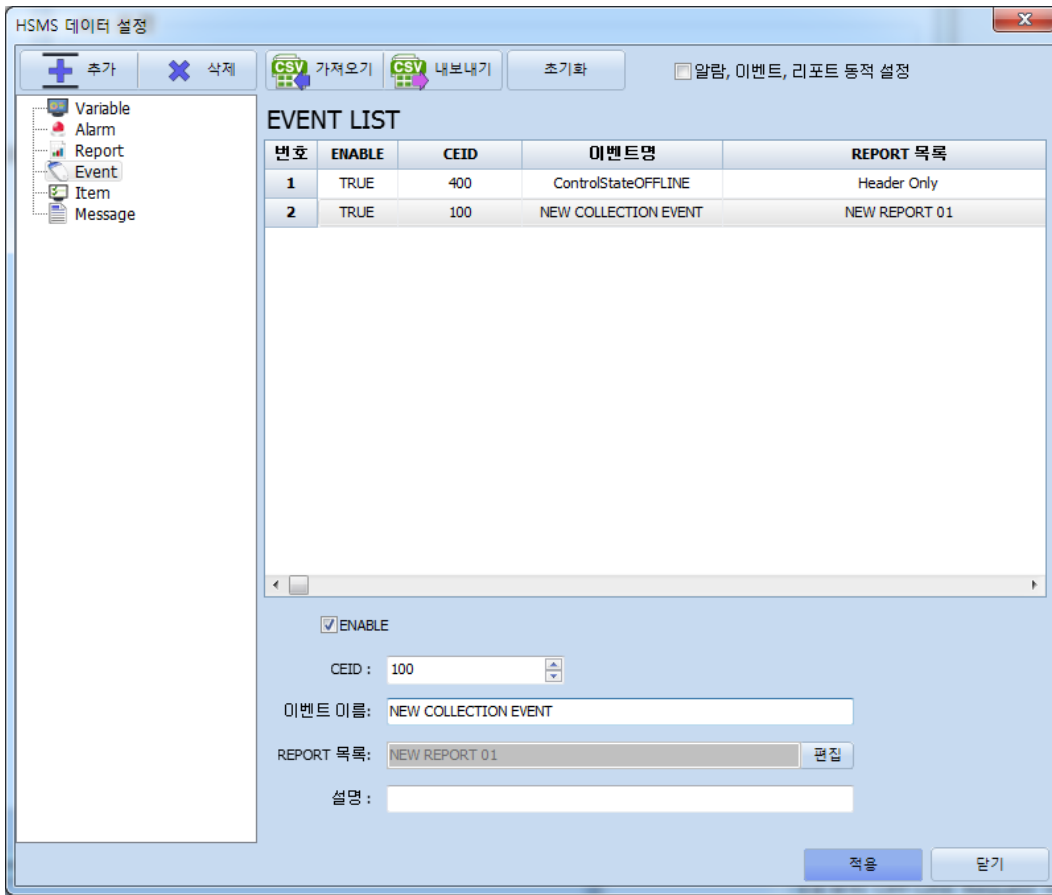 HSMS 데이터 설정
추가 삭제 CSV 가져오기 CSV 내보내기 초기화 알람, 이벤트, 리포트 동적 설정
Variable
Alarm
Report
Event
Item
Message
EVENT LIST
번호 ENABLE CEID 이벤트명 REPORT 목록
1 TRUE 400 ControlStateOFFLINE Header Only
2 TRUE 100 NEW COLLECTION EVENT NEW REPORT 01
ENABLE
CEID : 100
이벤트 이름: NEW COLLECTION EVENT
REPORT 목록: NEW REPORT 01 편집
설명 :
적용 닫기